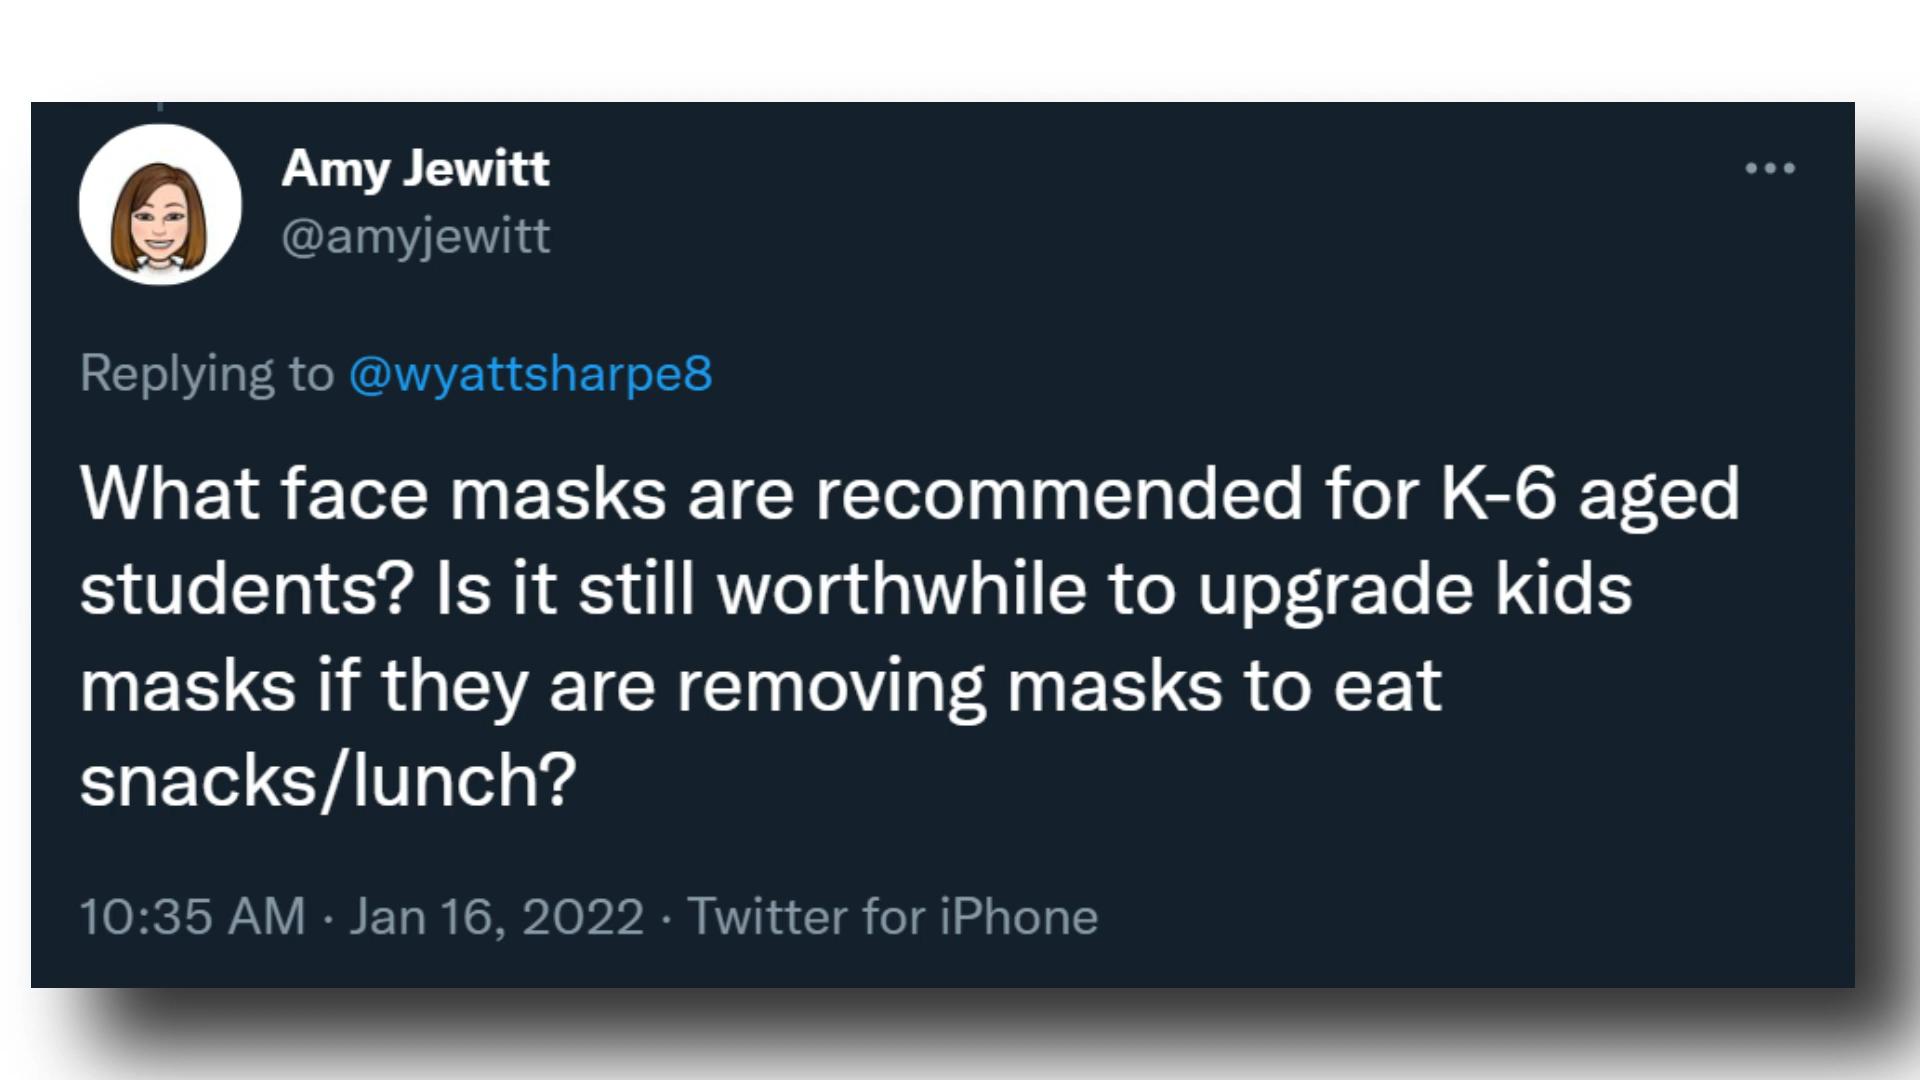 Amy Jewitt
@amyjewitt
Replying to @wyattsharpe8
What face masks are recommended for K-6 aged
students? Is it still worthwhile to upgrade kids
masks if they are removing masks to eat
snacks/lunch?
10:35 AM · Jan 16, 2022 · Twitter for iPhone